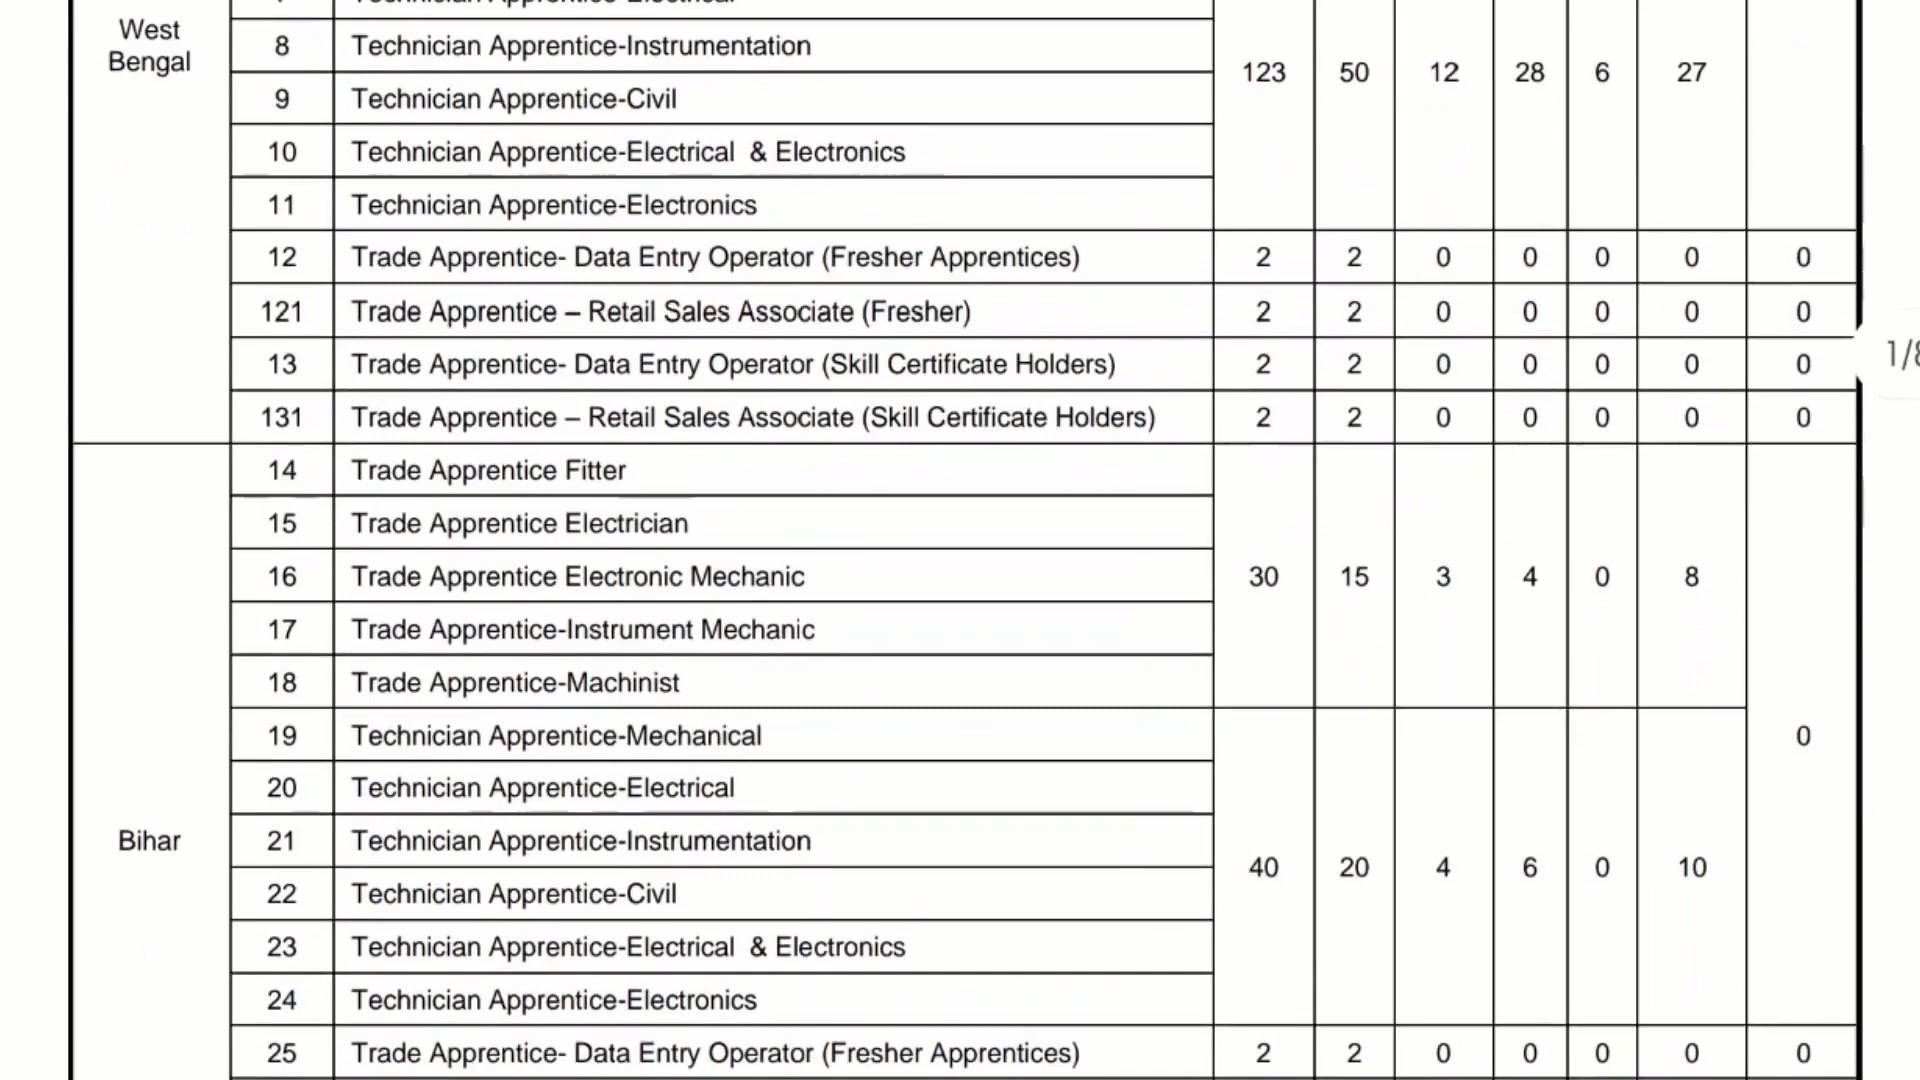 Technician Apprentice-Electrical
West
Bengal
8 Technician Apprentice-Instrumentation
123 50 12 28 6 27
9 Technician Apprentice-Civil
10 Technician Apprentice-Electrical & Electronics
11 Technician Apprentice-Electronics
12 Trade Apprentice- Data Entry Operator (Fresher Apprentices) 2 2 0 0 0 0 0
121 Trade Apprentice – Retail Sales Associate (Fresher) 2 2 0 0 0 0 0
13 Trade Apprentice- Data Entry Operator (Skill Certificate Holders) 2 2 0 0 0 0 0
131 Trade Apprentice – Retail Sales Associate (Skill Certificate Holders) 2 2 0 0 0 0 0
1/8
Bihar
14 Trade Apprentice Fitter
15 Trade Apprentice Electrician
16 Trade Apprentice Electronic Mechanic 30 15 3 4 0 8
17 Trade Apprentice-Instrument Mechanic
18 Trade Apprentice-Machinist
19 Technician Apprentice-Mechanical 0
20 Technician Apprentice-Electrical
21 Technician Apprentice-Instrumentation
40 20 4 6 0 10
22 Technician Apprentice-Civil
23 Technician Apprentice-Electrical & Electronics
24 Technician Apprentice-Electronics
25 Trade Apprentice- Data Entry Operator (Fresher Apprentices) 2 2 0 0 0 0 0